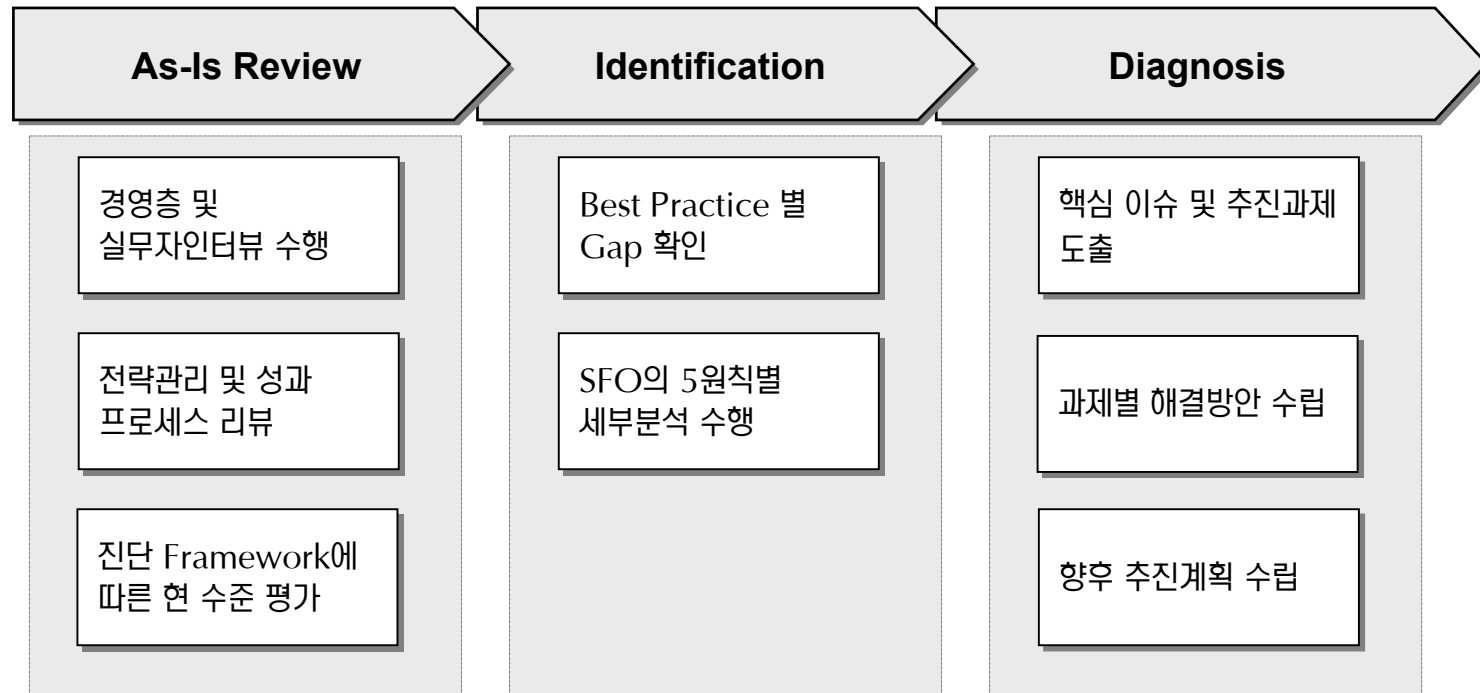 As-Is Review
Identification
Diagnosis
경영층 및
실무자인터뷰 수행
전략관리 및 성과
프로세스 리뷰
진단 Framework에
따른 현 수준 평가
Best Practice 별
Gap 확인
SFO의 5원칙별
세부분석 수행
핵심 이슈 및 추진과제
도출
과제별 해결방안 수립
향후 추진계획 수립